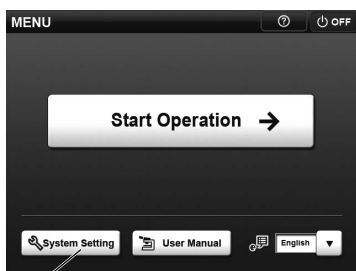 MENU
OFF
Start Operation
System Setting
User Manual
English